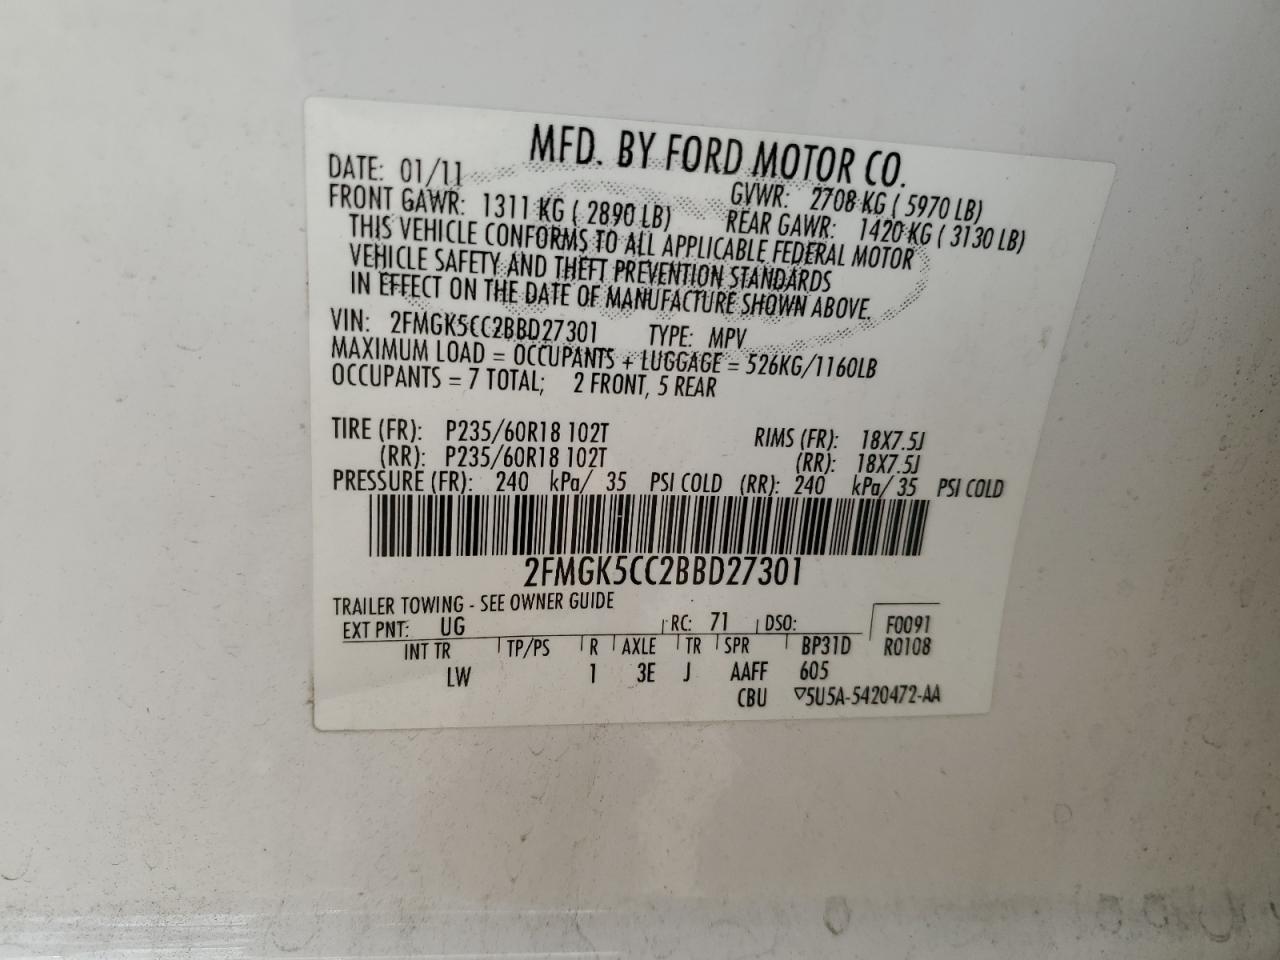 MFD. BY FORD MOTOR CO.
DATE: 01/11 GVWR: 2708 KG ( 5970 LB)
FRONT GAWR: 1311 KG ( 2890 LB) REAR GAWR: 1420 KG ( 3130 LB)
THIS VEHICLE CONFORMS TO ALL APPLICABLE FEDERAL MOTOR
VEHICLE SAFETY AND THEFT PREVENTION STANDARDS
IN EFFECT ON THE DATE OF MANUFACTURE SHOWN ABOVE.
VIN: 2FMGK5CC2BBD27301 TYPE: MPV
MAXIMUM LOAD = OCCUPANTS + LUGGAGE = 526KG/1160LB
OCCUPANTS = 7 TOTAL; 2 FRONT, 5 REAR
TIRE (FR): P235/60R18 102T RIMS (FR): 18X7.5J
(RR): P235/60R18 102T (RR): 18X7.5J
PRESSURE (FR): 240 kPa/ 35 PSI COLD (RR): 240 kPa/ 35 PSI COLD
2FMGK5CC2BBD27301
TRAILER TOWING - SEE OWNER GUIDE
EXT PNT: UG RC: 71 DSO: F0091
INT TR TP/PS R AXLE TR SPR BP31D R0108
LW 1 3E J AAFF 605
CBU ▽5U5A-5420472-AA